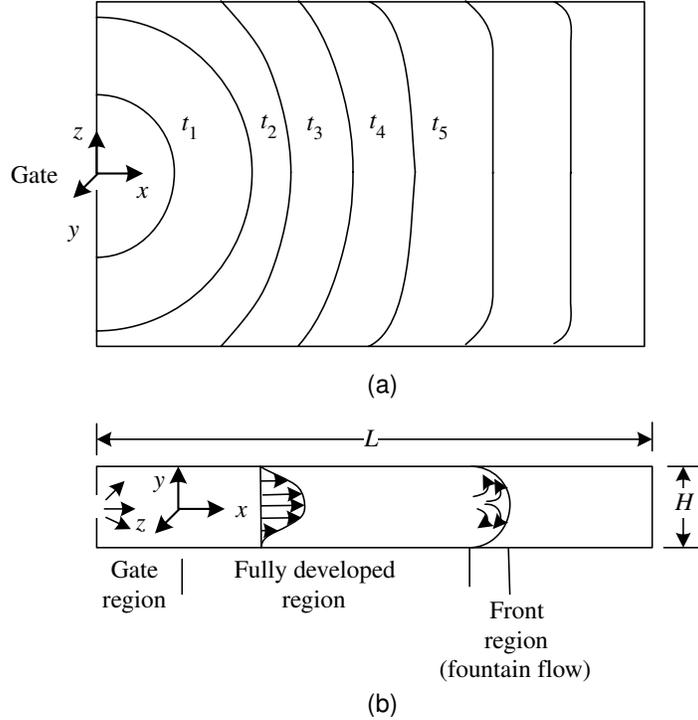 t1 t2 t3 t4 t5
z
Gate
x
y
(a)
L
y
x
z
H
Gate
region
Fully developed
region
Front
region
(fountain flow)
(b)